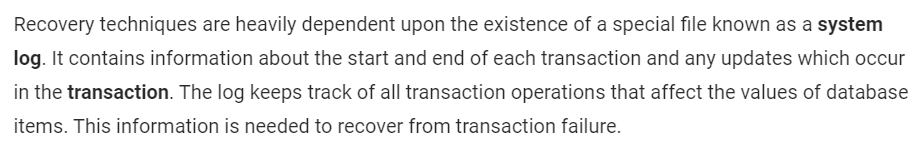 Recovery techniques are heavily dependent upon the existence of a special file known as a system
log. It contains information about the start and end of each transaction and any updates which occur
in the transaction. The log keeps track of all transaction operations that affect the values of database
items. This information is needed to recover from transaction failure.